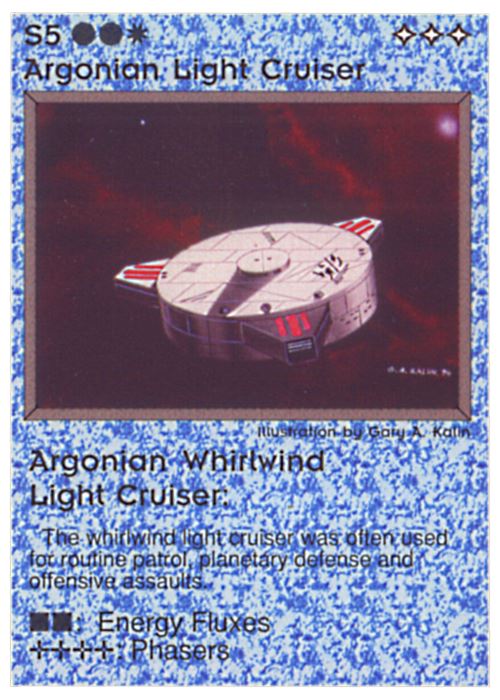 S5
Argonian Light Cruiser
G. A. KALIN
Illustration by Gary A. Kalin
Argonian Whirlwind
Light Cruiser:
The whirlwind light cruiser was often used
for routine patrol, planetary defense and
offensive assaults.
: Energy Fluxes
: Phasers